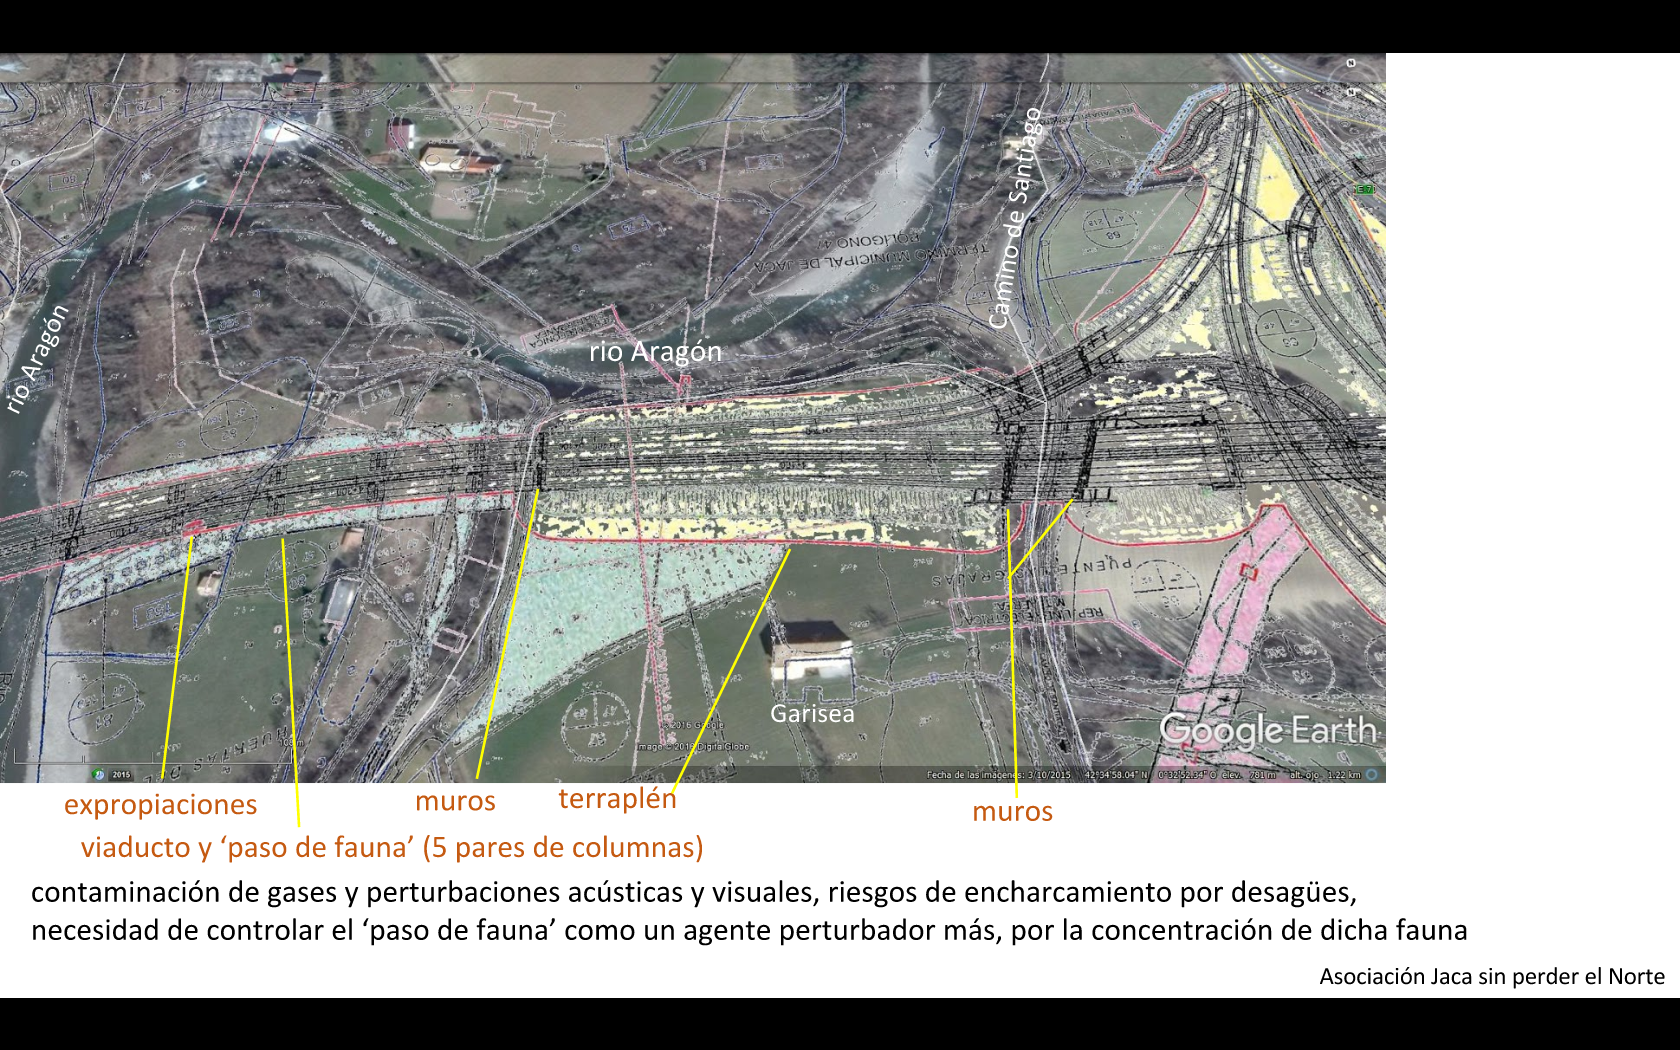 Camino de Santiago
TERMINO MUNICIPAL DE JACA
POLIGONO 47
rio Aragón
rio Aragón
Garisea
© 2016 Google
Image © 2016 DigitalGlobe
Google Earth
2015
Fecha de las imágenes: 3/10/2015 42°34'58.04" N 0°32'52.34" O elev. 781 m alt. ojo 1.22 km
expropiaciones
muros
terraplén
muros
viaducto y ‘paso de fauna’ (5 pares de columnas)
contaminación de gases y perturbaciones acústicas y visuales, riesgos de encharcamiento por desagües,
necesidad de controlar el ‘paso de fauna’ como un agente perturbador más, por la concentración de dicha fauna
Asociación Jaca sin perder el Norte